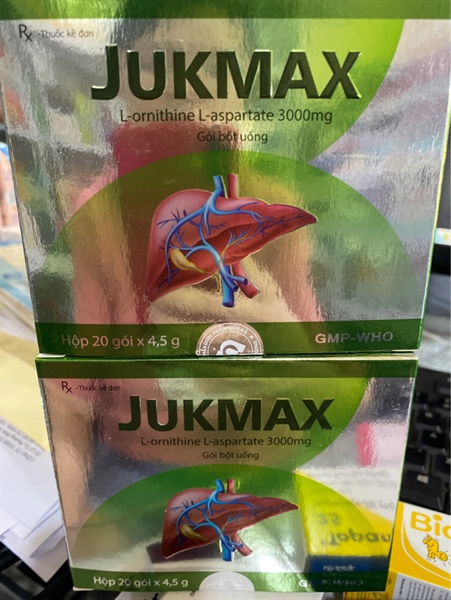 Rx -Thuốc kê đơn
JUKMAX
L-ornithine L-aspartate 3000mg
Gói bột uống
Hộp 20 gói x 4,5 g
GMP-WHO
Rx -Thuốc kê đơn
JUKMAX
L-ornithine L-aspartate 3000mg
Gói bột uống
Hộp 20 gói x 4,5 g
Bio